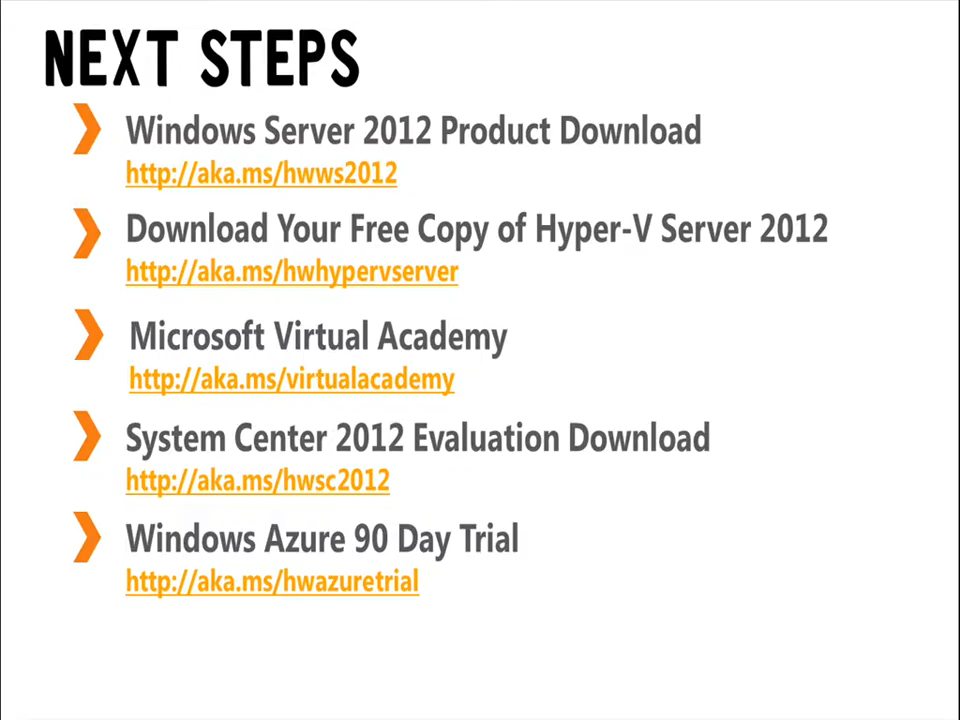 NEXT STEPS
Windows Server 2012 Product Download
http://aka.ms/hwws2012
Download Your Free Copy of Hyper-V Server 2012
http://aka.ms/hwhypervserver
Microsoft Virtual Academy
http://aka.ms/virtualacademy
System Center 2012 Evaluation Download
http://aka.ms/hwsc2012
Windows Azure 90 Day Trial
http://aka.ms/hwazuretrial